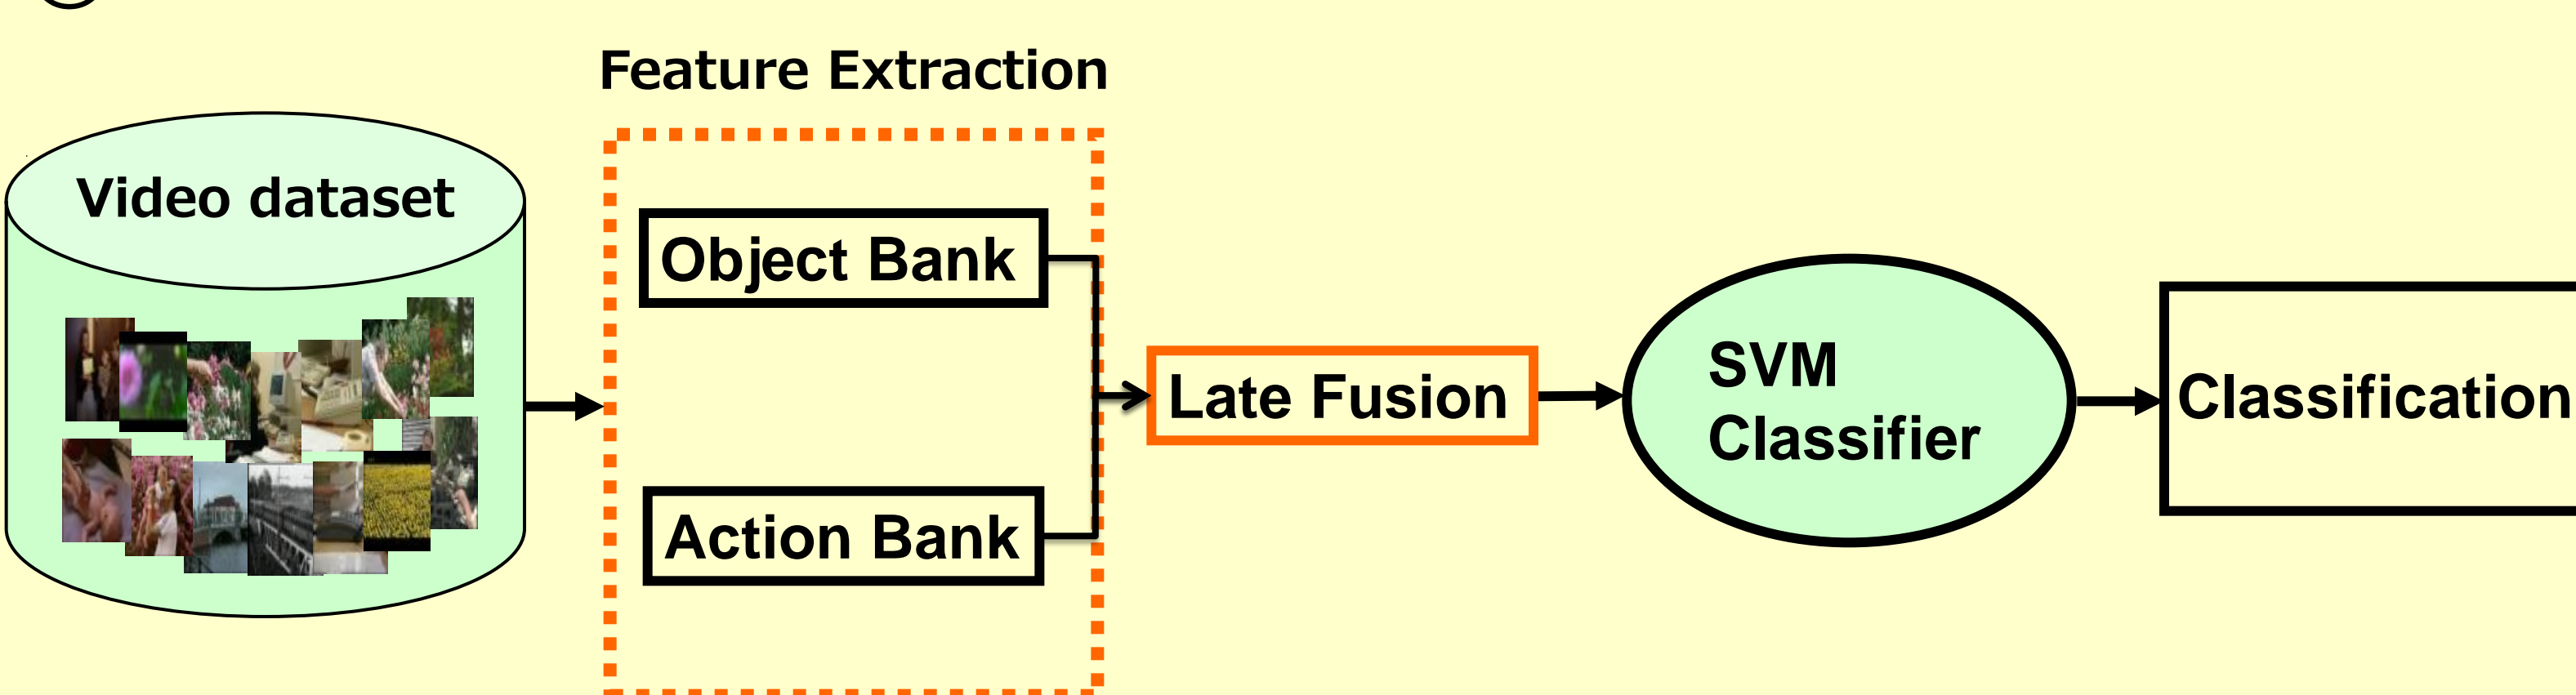 Feature Extraction
Video dataset
Object Bank
Action Bank
Late Fusion
SVM
Classifier
Classification